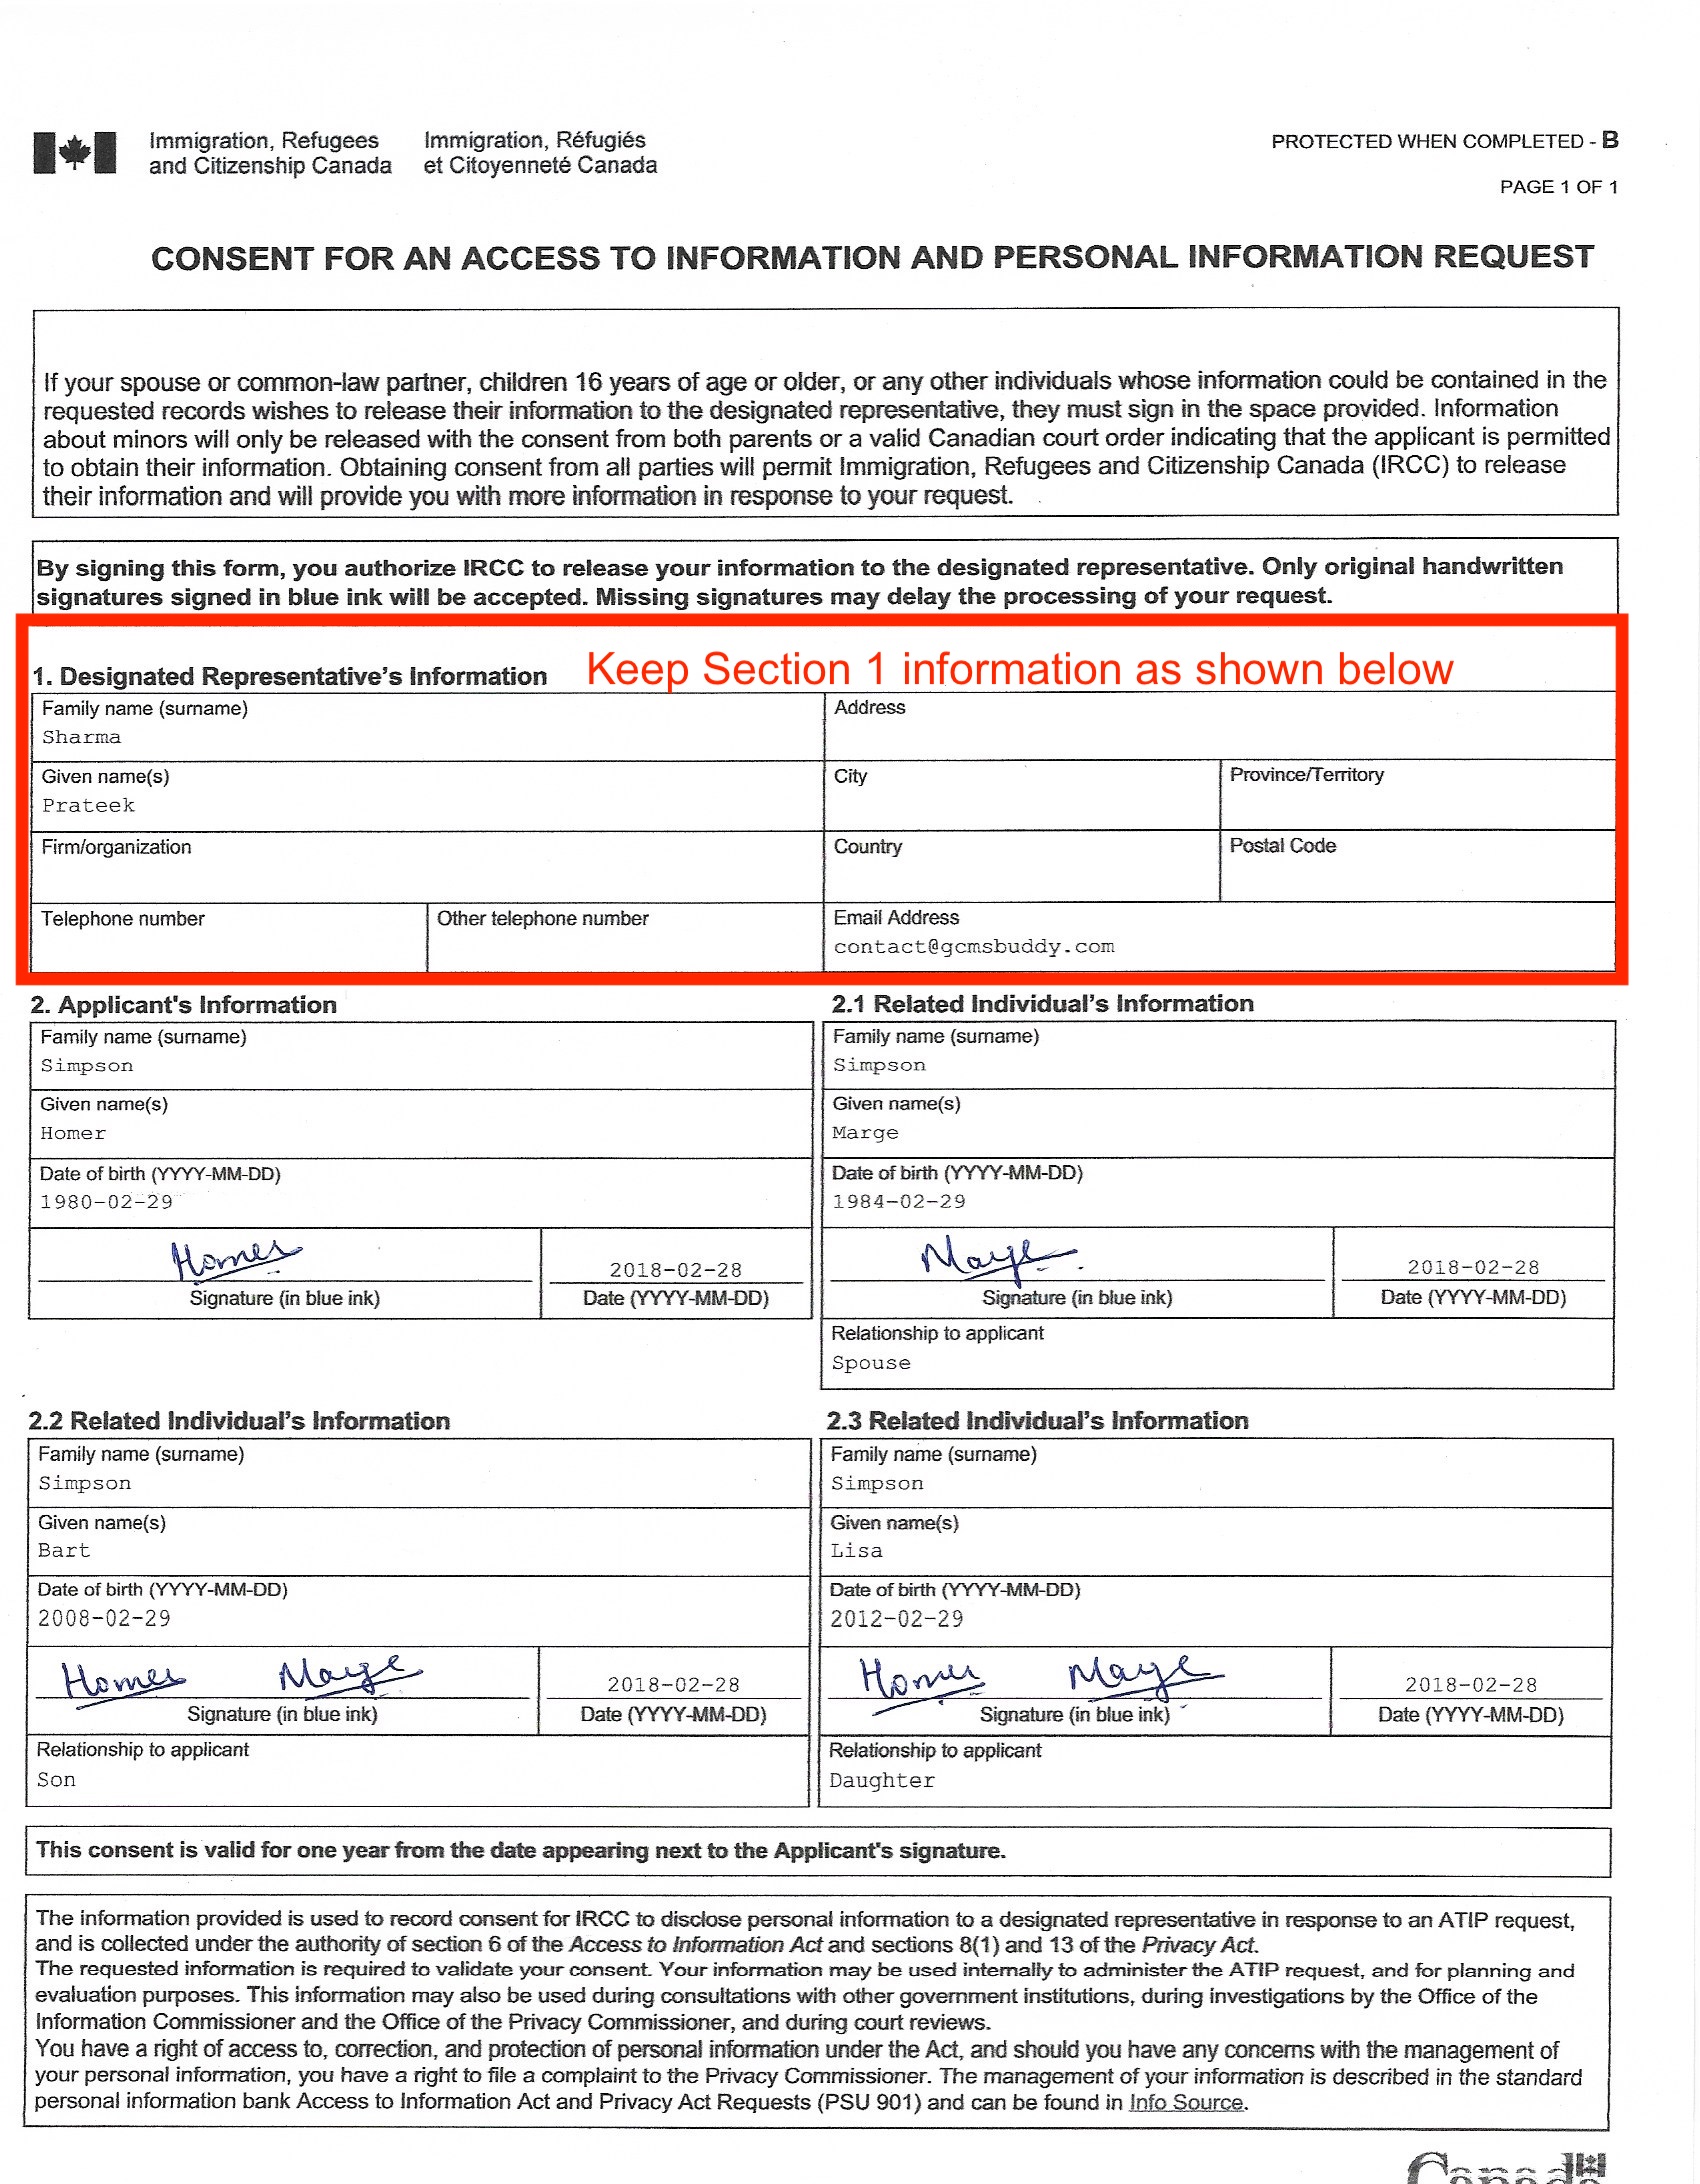 Immigration, Refugees
and Citizenship Canada
Immigration, Réfugiés
et Citoyenneté Canada
PROTECTED WHEN COMPLETED - B
PAGE 1 OF 1
CONSENT FOR AN ACCESS TO INFORMATION AND PERSONAL INFORMATION REQUEST
If your spouse or common-law partner, children 16 years of age or older, or any other individuals whose information could be contained in the
requested records wishes to release their information to the designated representative, they must sign in the space provided. Information
about minors will only be released with the consent from both parents or a valid Canadian court order indicating that the applicant is permitted
to obtain their information. Obtaining consent from all parties will permit Immigration, Refugees and Citizenship Canada (IRCC) to release
their information and will provide you with more information in response to your request.
By signing this form, you authorize IRCC to release your information to the designated representative. Only original handwritten
signatures signed in blue ink will be accepted. Missing signatures may delay the processing of your request.
1. Designated Representative's Information
Keep Section 1 information as shown below
Family name (surname)
Sharma
Address
Given name(s)
Prateek
City
Province/Territory
Firm/organization
Country
Postal Code
Telephone number
Other telephone number
Email Address
contact@gcmsbuddy.com
2. Applicant's Information
Family name (surname)
Simpson
Given name(s)
Homer
Date of birth (YYYY-MM-DD)
1980-02-29
Homer
2018-02-28
Signature (in blue ink)
Date (YYYY-MM-DD)
2.1 Related Individual's Information
Family name (surname)
Simpson
Given name(s)
Marge
Date of birth (YYYY-MM-DD)
1984-02-29
Marge
2018-02-28
Signature (in blue ink)
Date (YYYY-MM-DD)
Relationship to applicant
Spouse
2.2 Related Individual's Information
Family name (surname)
Simpson
Given name(s)
Bart
Date of birth (YYYY-MM-DD)
2008-02-29
Homer Marge
2018-02-28
Signature (in blue ink)
Date (YYYY-MM-DD)
Relationship to applicant
Son
2.3 Related Individual's Information
Family name (surname)
Simpson
Given name(s)
Lisa
Date of birth (YYYY-MM-DD)
2012-02-29
Homer Marge
2018-02-28
Signature (in blue ink)
Date (YYYY-MM-DD)
Relationship to applicant
Daughter
This consent is valid for one year from the date appearing next to the Applicant's signature.
The information provided is used to record consent for IRCC to disclose personal information to a designated representative in response to an ATIP request,
and is collected under the authority of section 6 of the Access to Information Act and sections 8(1) and 13 of the Privacy Act.
The requested information is required to validate your consent. Your information may be used internally to administer the ATIP request, and for planning and
evaluation purposes. This information may also be used during consultations with other government institutions, during investigations by the Office of the
Information Commissioner and the Office of the Privacy Commissioner, and during court reviews.
You have a right of access to, correction, and protection of personal information under the Act, and should you have any concerns with the management of
your personal information, you have a right to file a complaint to the Privacy Commissioner. The management of your information is described in the standard
personal information bank Access to Information Act and Privacy Act Requests (PSU 901) and can be found in Info Source.
Canada